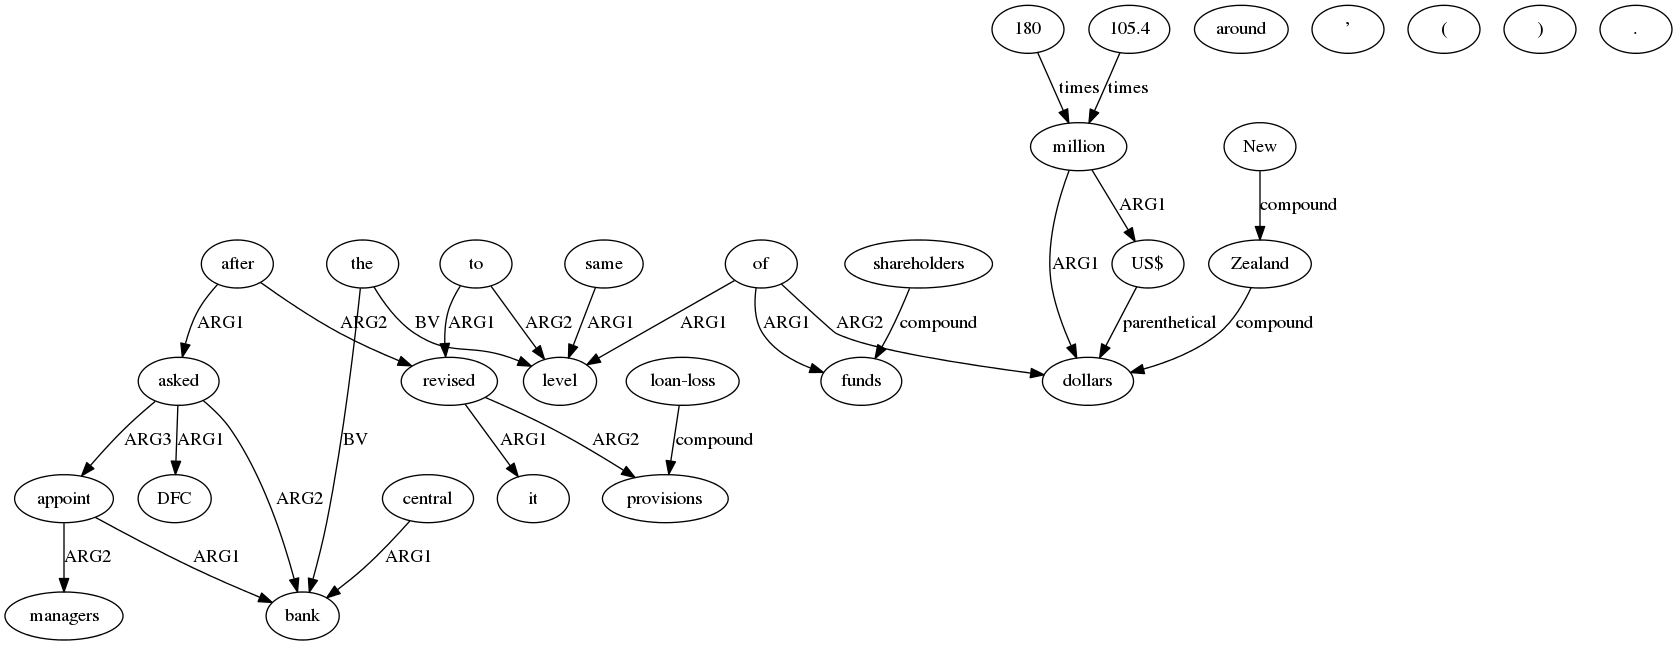 180 105.4 around ’ ( ) .
times times
million New
ARG1 compound
after the to same of shareholders US$ Zealand
ARG1
ARG1 ARG2 BV ARG1 ARG2 ARG1 ARG1 ARG1 ARG2 compound parenthetical compound
asked revised level loan-loss funds dollars
ARG3 ARG1 BV ARG1 ARG2 compound
ARG2
appoint DFC central it provisions
ARG2 ARG1 ARG1
managers bank